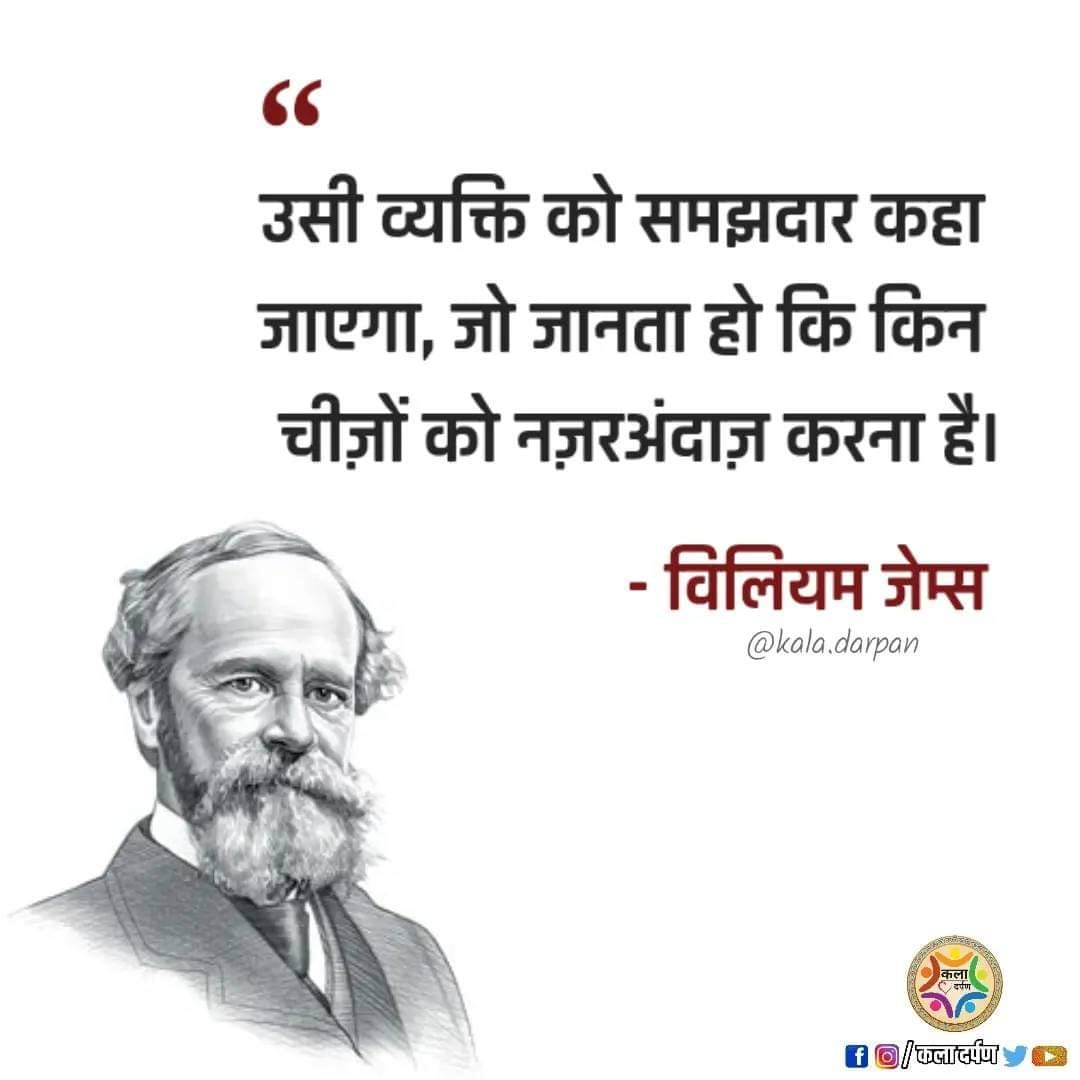 “
उसी व्यक्ति को समझदार कहा
जाएगा, जो जानता हो कि किन
चीज़ों को नज़रअंदाज़ करना है।
- विलियम जेम्स
@kala.darpan
कला
दर्पण
/कलादर्पण